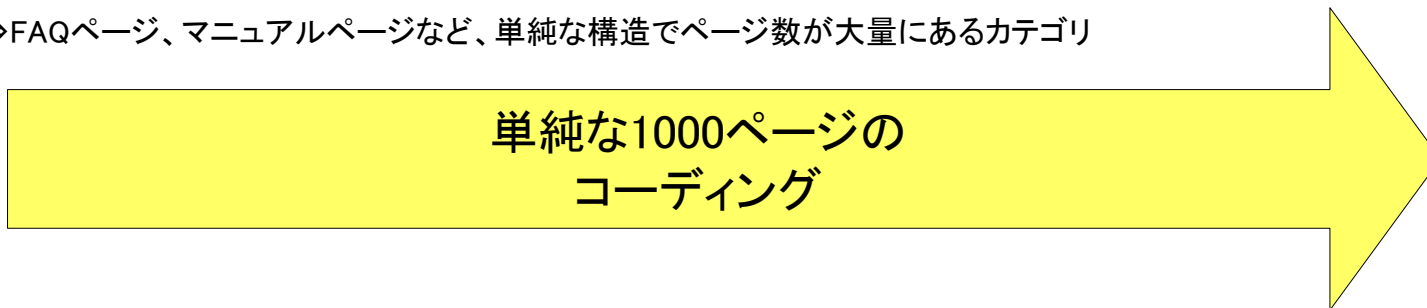 ⇒FAQページ、マニュアルページなど、単純な構造でページ数が大量にあるカテゴリ
単純な1000ページの
コーディング